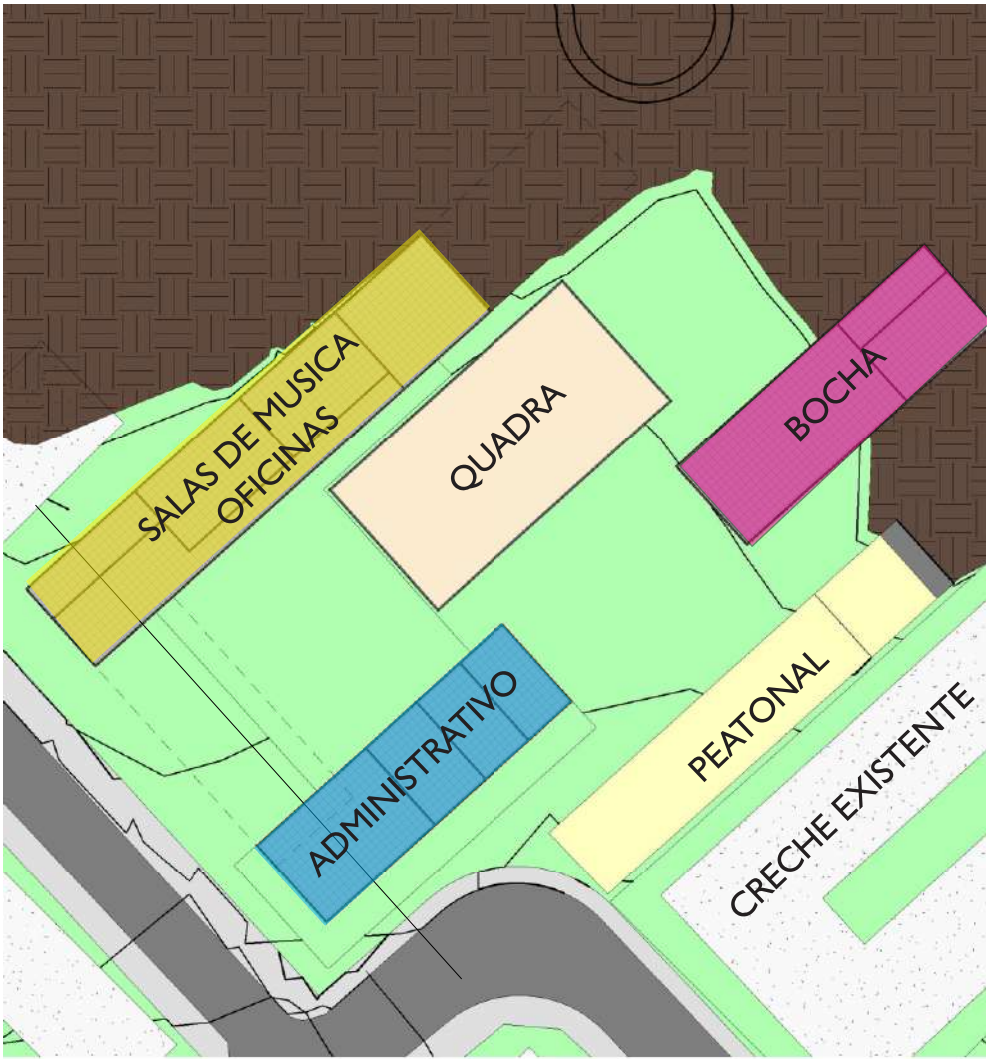 SALAS DE MUSICA
OFICINAS
QUADRA
BOCHA
ADMINISTRATIVO
PEATONAL
CRECHE EXISTENTE